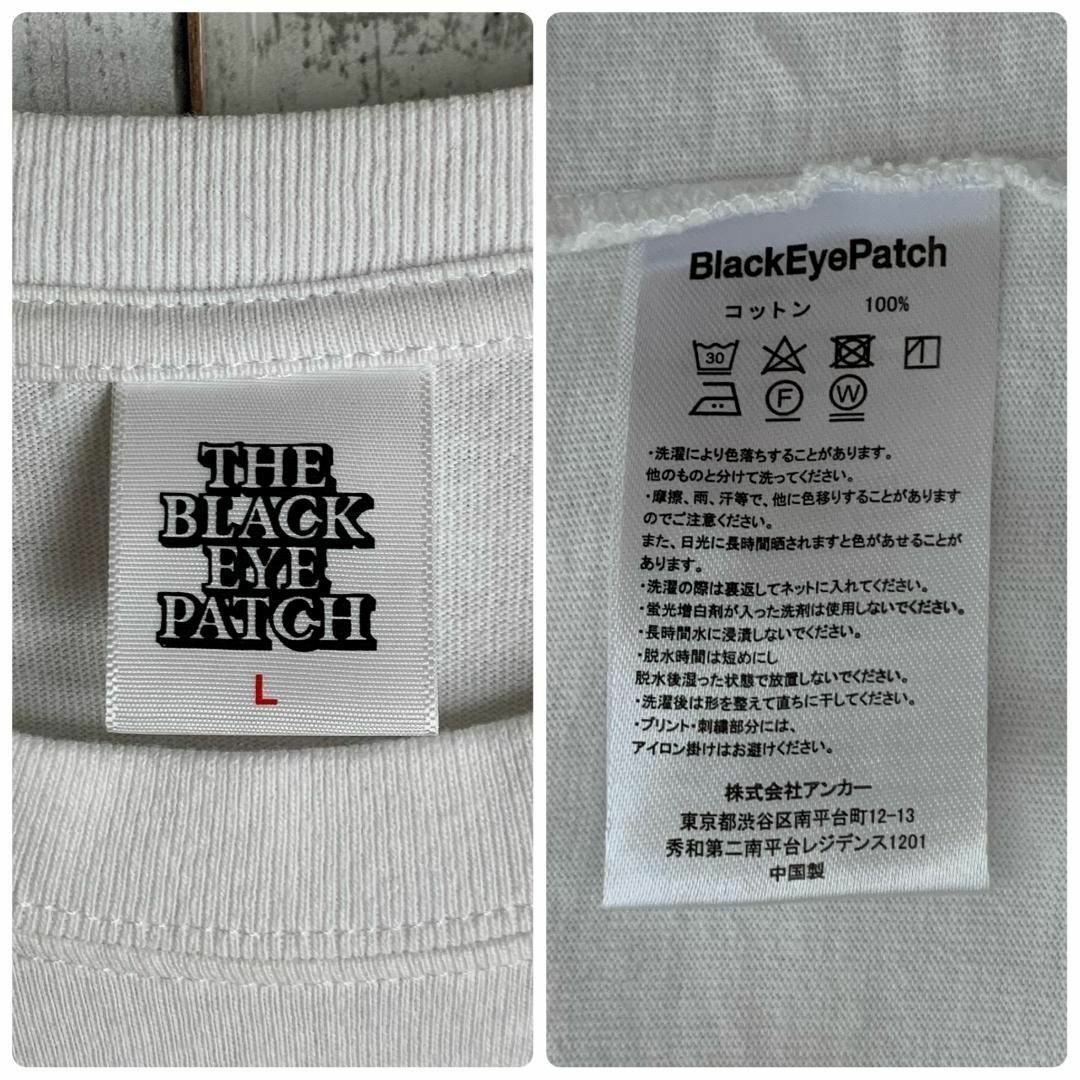 THE
BLACK
EYE
PATCH
L
BlackEyePatch
コットン 100%
30
F W
・洗濯により色落ちすることがあります。
他のものと分けて洗ってください。
・摩擦、雨、汗等で、他に色移りすることがあります
のでご注意ください。
また、日光に長時間晒されますと色があせることが
あります。
・洗濯の際は裏返してネットに入れてください。
・蛍光増白剤が入った洗剤は使用しないでください。
・長時間水に浸漬しないでください。
・脱水時間は短めにし
脱水後湿った状態で放置しないでください。
・洗濯後は形を整えて直ちに干してください。
・プリント・刺繍部分には、
アイロン掛けはお避けください。
株式会社アンカー
東京都渋谷区南平台町12-13
秀和第二南平台レジデンス1201
中国製